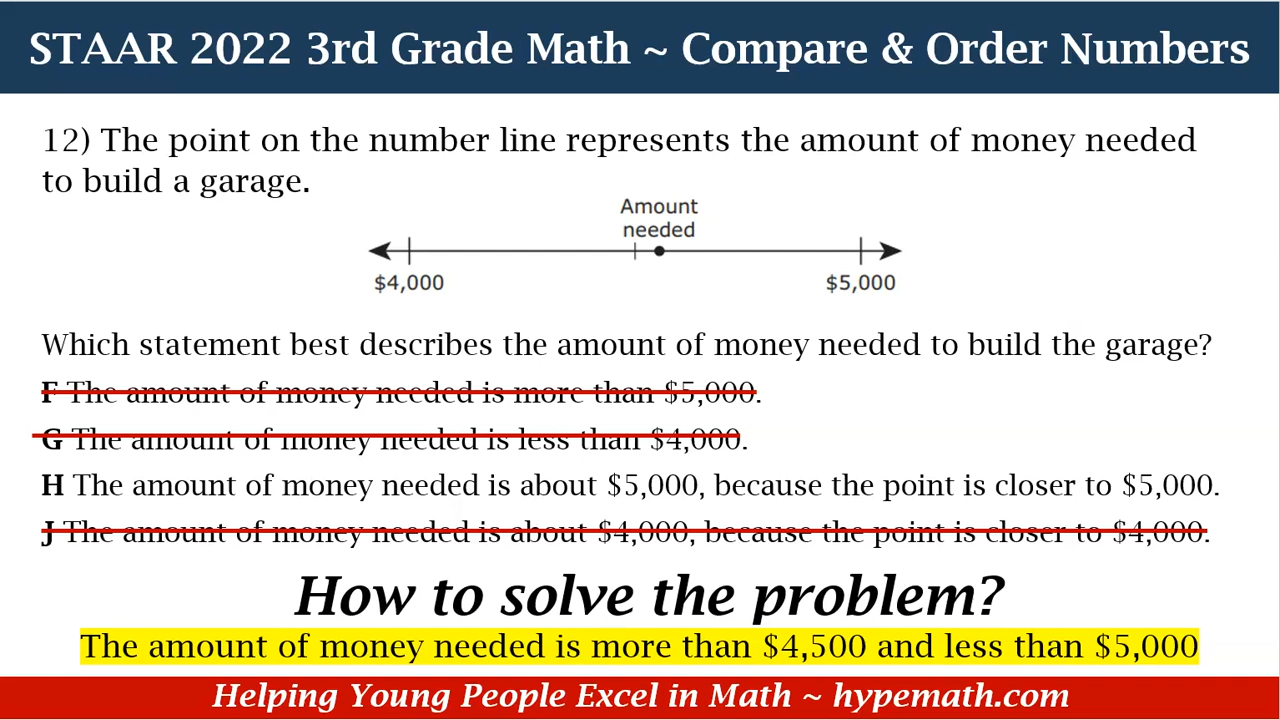 STAAR 2022 3rd Grade Math ~ Compare & Order Numbers
12) The point on the number line represents the amount of money needed
to build a garage.
Amount
needed
$4,000 $5,000
Which statement best describes the amount of money needed to build the garage?
F The amount of money needed is more than $5,000.
G The amount of money needed is less than $4,000.
H The amount of money needed is about $5,000, because the point is closer to $5,000.
J The amount of money needed is about $4,000, because the point is closer to $4,000.
How to solve the problem?
The amount of money needed is more than $4,500 and less than $5,000
Helping Young People Excel in Math ~ hypemath.com